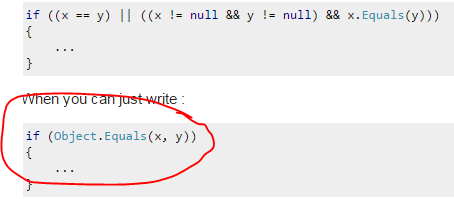 if ((x == y) || ((x != null && y != null) && x.Equals(y)))
{
...
}
When you can just write :
if (Object.Equals(x, y))
{
...
}